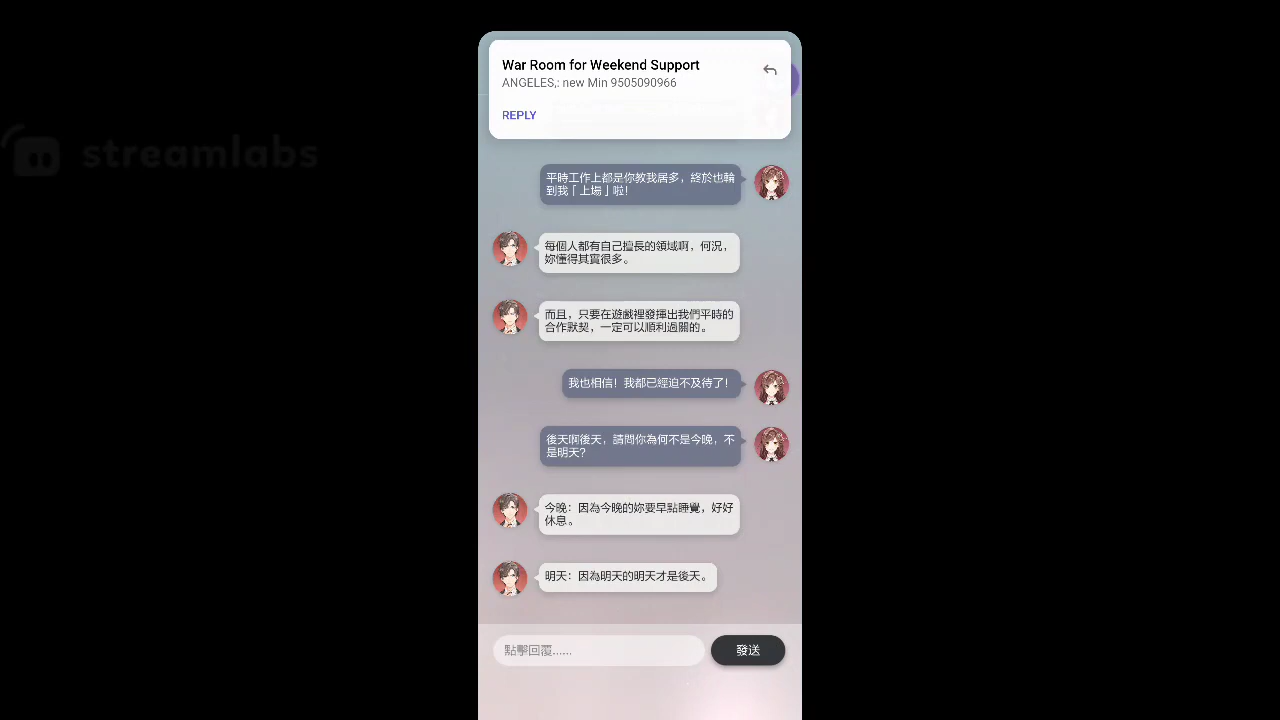 War Room for Weekend Support
ANGELES,: new Min 9505090966
REPLY
streamlabs
平時工作上都是你教我居多，終於也輪
到我「上場」啦！
每個人都有自己擅長的領域啊，何況，
妳懂得其實很多。
而且，只要在遊戲裡發揮出我們平時的
合作默契，一定可以順利過關的。
我也相信！我都已經迫不及待了！
後天啊後天，請問你為何不是今晚，不
是明天？
今晚：因為今晚的妳要早點睡覺，好好
休息。
明天：因為明天的明天才是後天。
點擊回覆......
發送